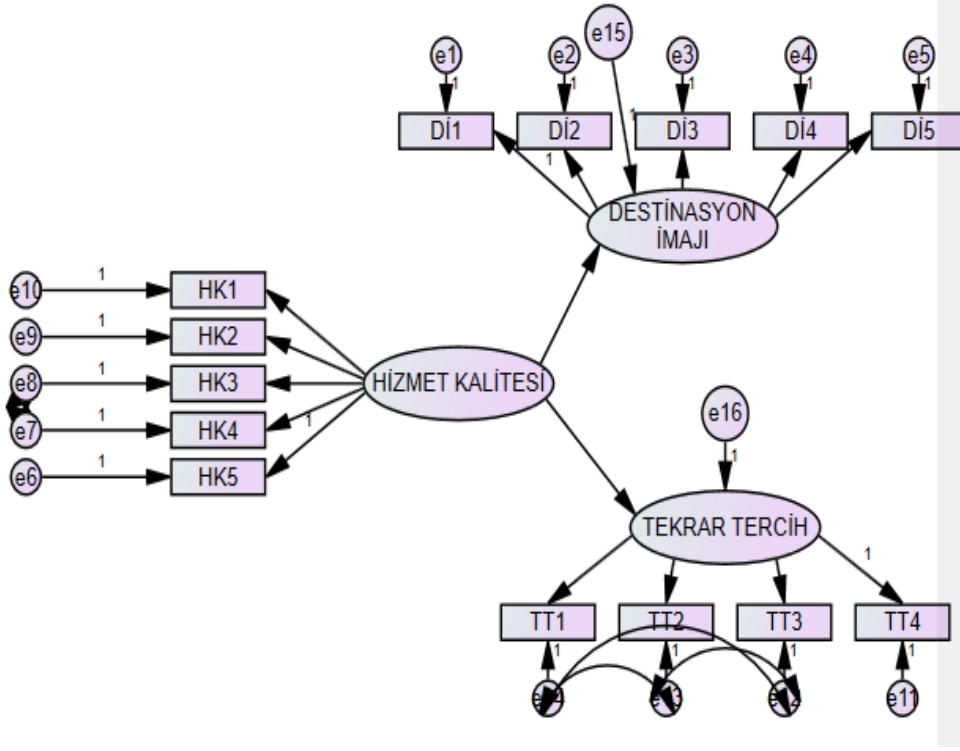 e1
e2
e15
e3
e4
e5
1
1
1
1
1
1
Dİ1
Dİ2
Dİ3
Dİ4
Dİ5
1
DESTİNASYON
İMAJI
e10
1
HK1
e9
1
HK2
e8
1
HK3
HİZMET KALİTESİ
e7
1
HK4
1
e6
1
HK5
e16
1
TEKRAR TERCİH
1
TT1
TT2
TT3
TT4
1
1
1
1
e11